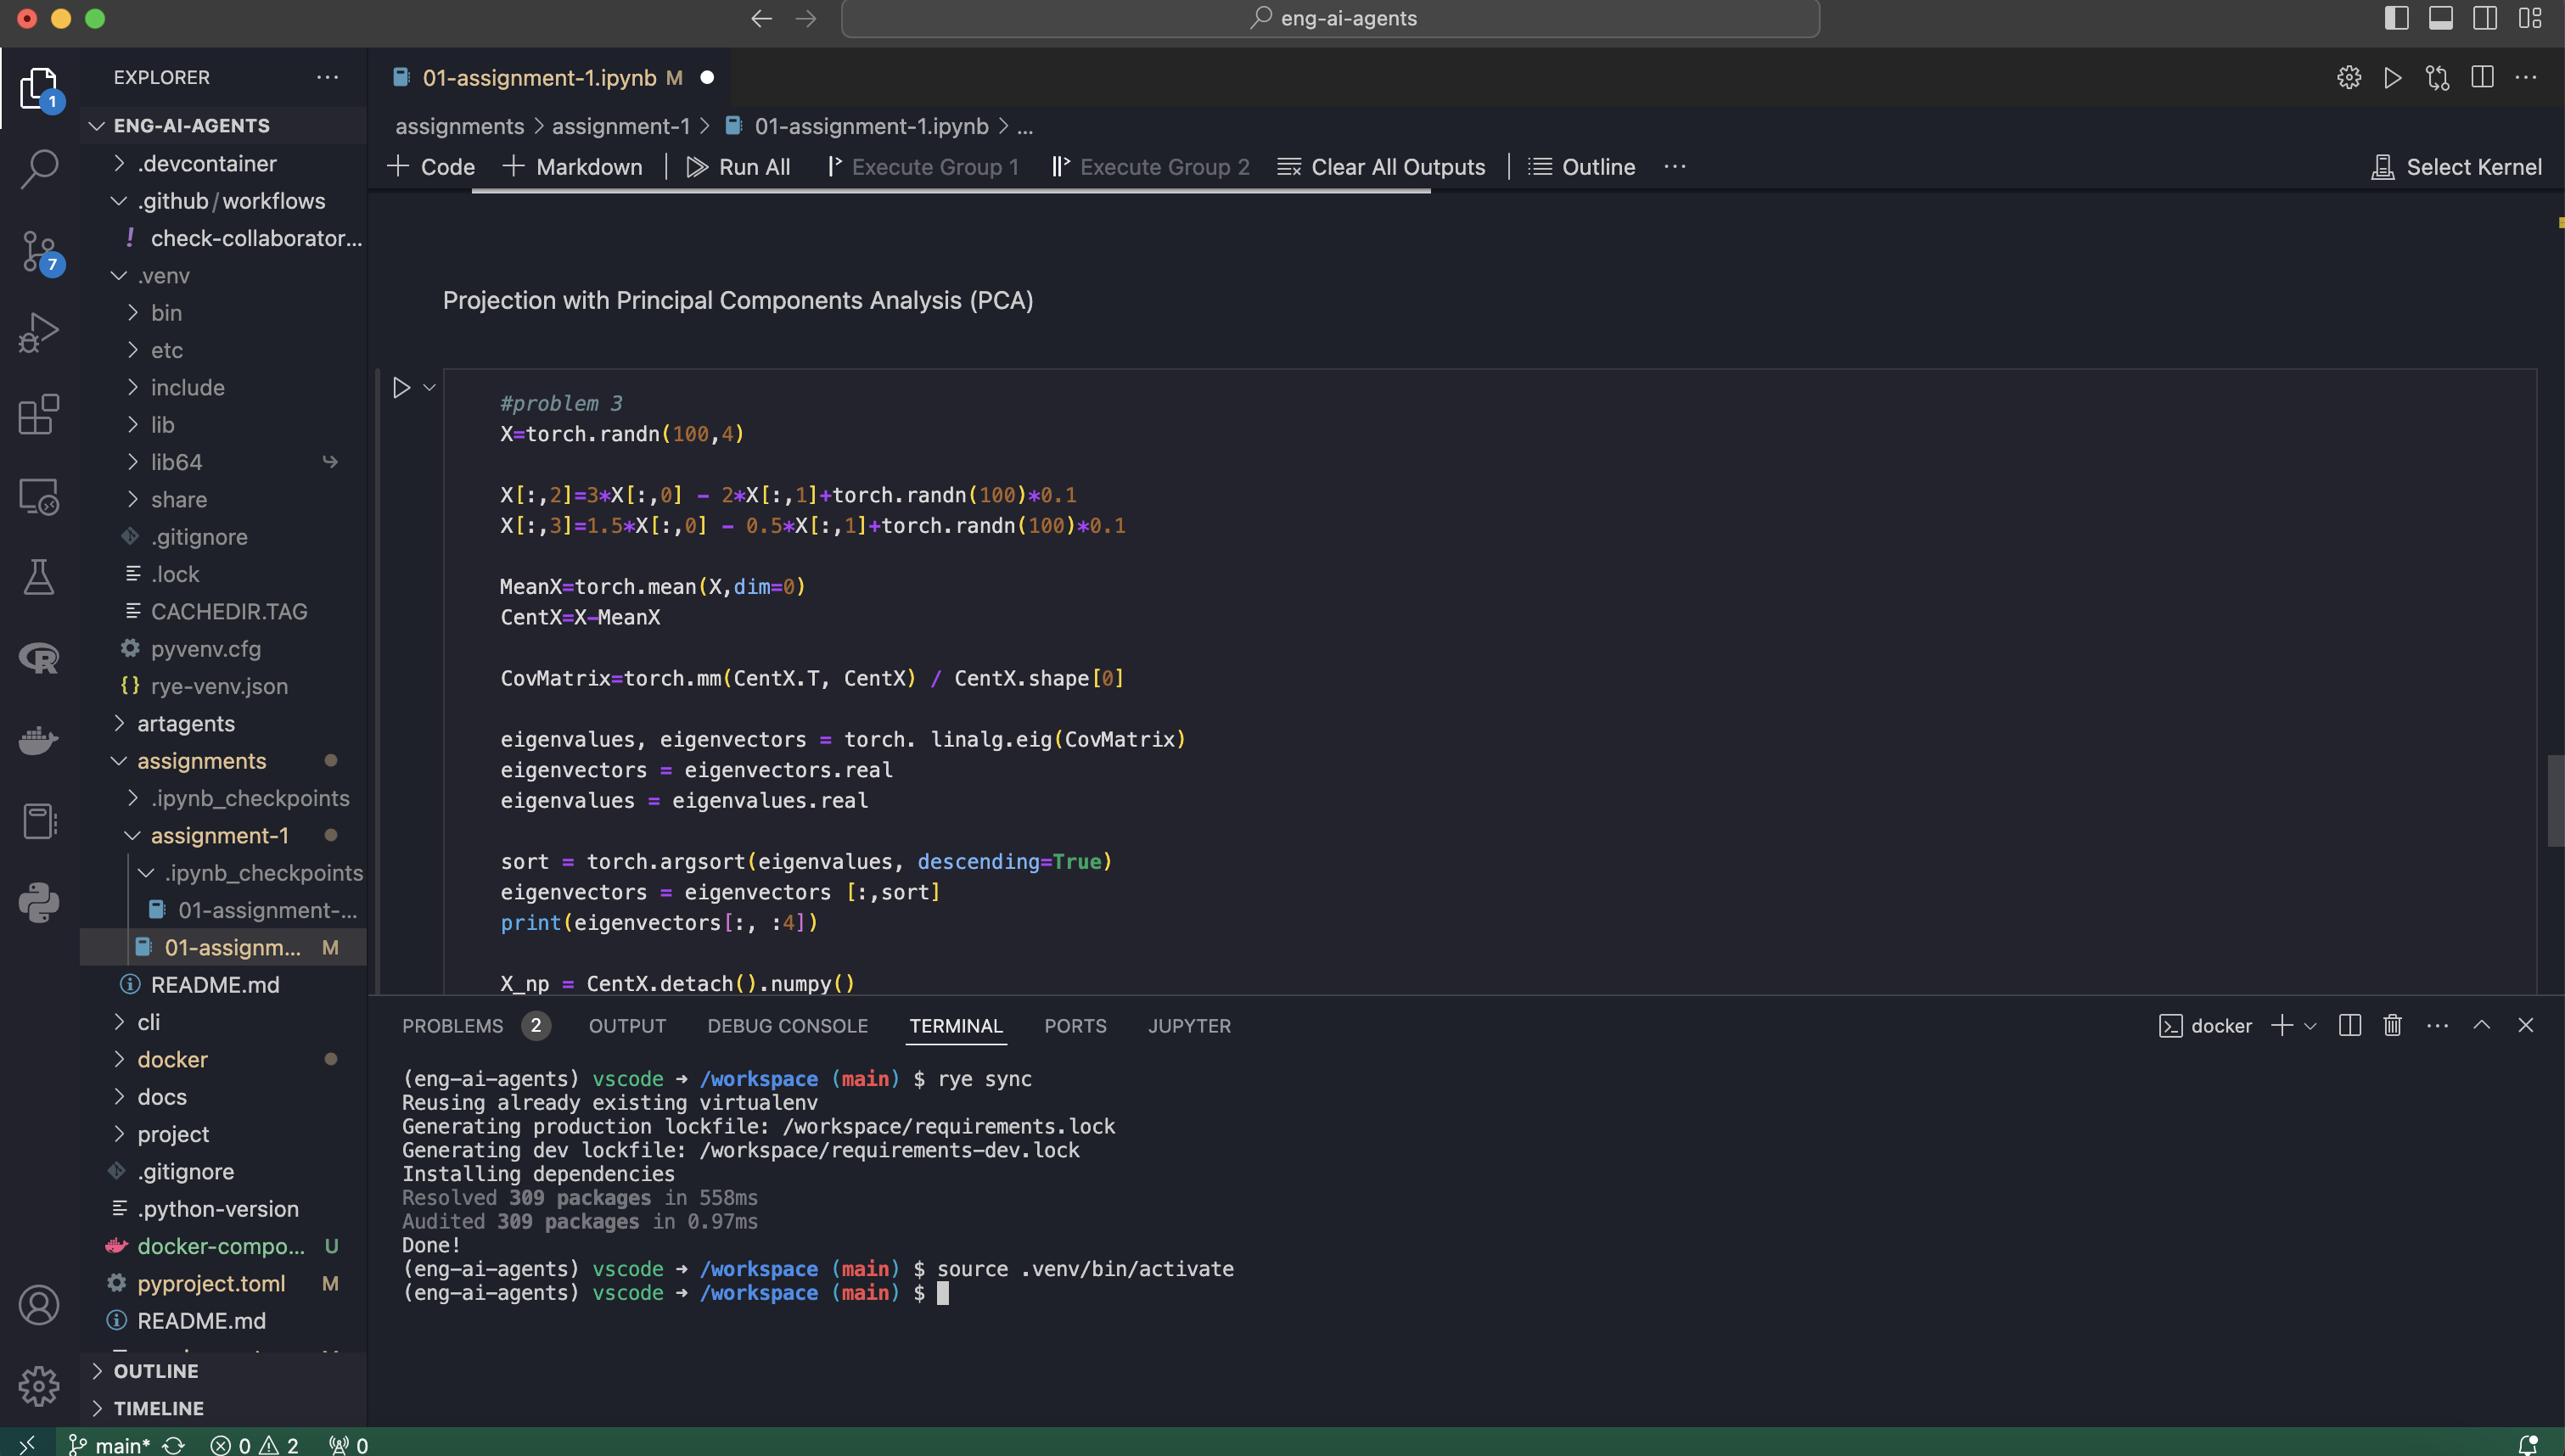 eng-ai-agents
EXPLORER
1
7
ENG-AI-AGENTS
.devcontainer
.github/workflows
! check-collaborator...
.venv
bin
etc
include
lib
lib64
share
.gitignore
.lock
CACHEDIR.TAG
pyvenv.cfg
{} rye-venv.json
artagents
assignments
.ipynb_checkpoints
assignment-1
.ipynb_checkpoints
01-assignment-...
01-assignm... M
README.md
cli
docker
docs
project
.gitignore
.python-version
docker-compo... U
pyproject.toml M
README.md
OUTLINE
TIMELINE
01-assignment-1.ipynb M
assignments > assignment-1 > 01-assignment-1.ipynb > ...
+ Code + Markdown | Run All Execute Group 1 Execute Group 2 Clear All Outputs | Outline ... Select Kernel
Projection with Principal Components Analysis (PCA)
#problem 3
X=torch.randn(100,4)
X[:,2]=3*X[:,0] - 2*X[:,1]+torch.randn(100)*0.1
X[:,3]=1.5*X[:,0] - 0.5*X[:,1]+torch.randn(100)*0.1
MeanX=torch.mean(X,dim=0)
CentX=X-MeanX
CovMatrix=torch.mm(CentX.T, CentX) / CentX.shape[0]
eigenvalues, eigenvectors = torch. linalg.eig(CovMatrix)
eigenvectors = eigenvectors.real
eigenvalues = eigenvalues.real
sort = torch.argsort(eigenvalues, descending=True)
eigenvectors = eigenvectors [:,sort]
print(eigenvectors[:, :4])
X_np = CentX.detach().numpy()
PROBLEMS 2 OUTPUT DEBUG CONSOLE TERMINAL PORTS JUPYTER
docker
(eng-ai-agents) vscode ➜ /workspace (main) $ rye sync
Reusing already existing virtualenv
Generating production lockfile: /workspace/requirements.lock
Generating dev lockfile: /workspace/requirements-dev.lock
Installing dependencies
Resolved 309 packages in 558ms
Audited 309 packages in 0.97ms
Done!
(eng-ai-agents) vscode ➜ /workspace (main) $ source .venv/bin/activate
(eng-ai-agents) vscode ➜ /workspace (main) $
main* 0 2 0